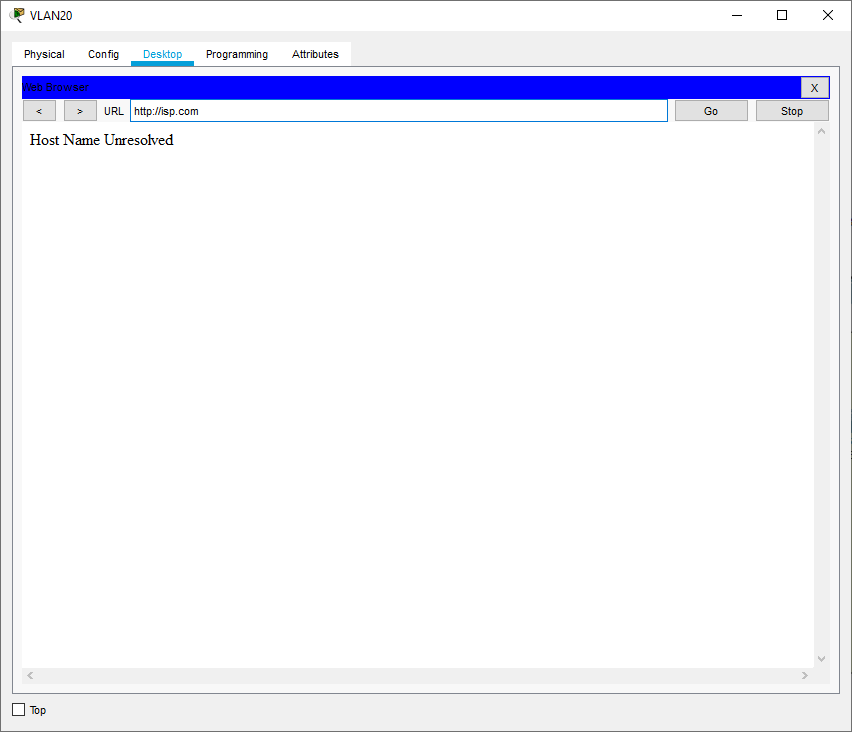 VLAN20
Physical Config Desktop Programming Attributes
Web Browser
X
< > URL http://isp.com Go Stop
Host Name Unresolved
Top